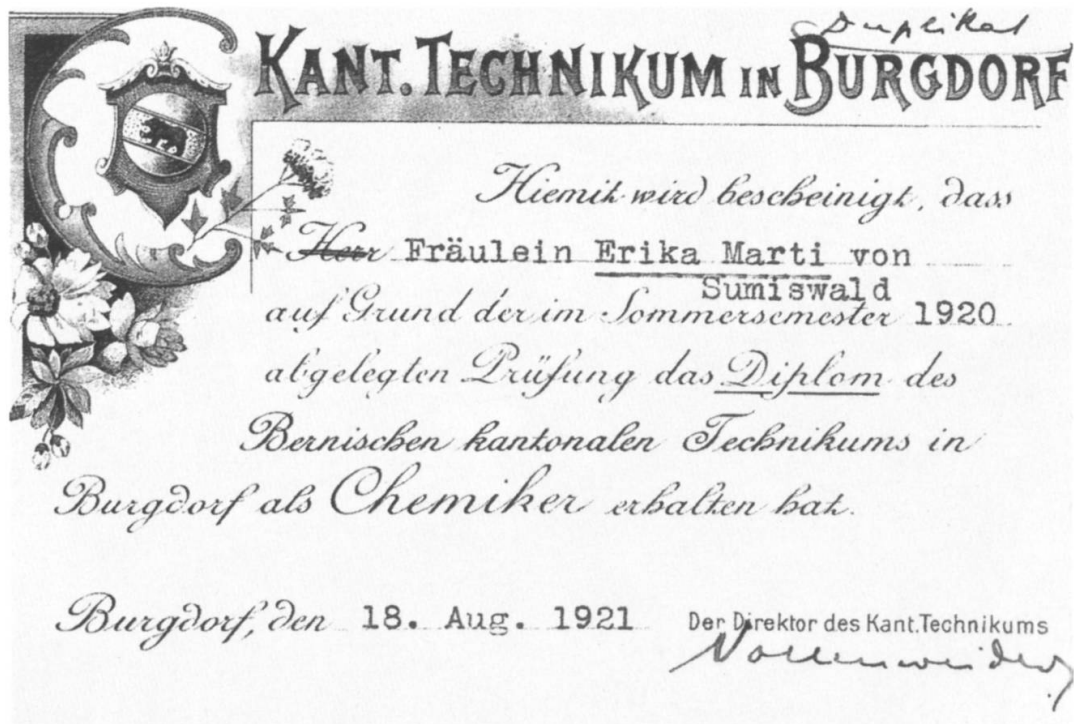 Duplikat
KANT. TECHNIKUM IN BURGDORF
Hiemit wird bescheinigt, dass
Herr Fräulein Erika Marti von
Sumiswald
auf Grund der im Sommersemester 1920
abgelegten Prüfung das Diplom des
Bernischen kantonalen Technikums in
Burgdorf als Chemiker erhalten hat.
Burgdorf, den 18. Aug. 1921
Der Direktor des Kant. Technikums
Vollenweider